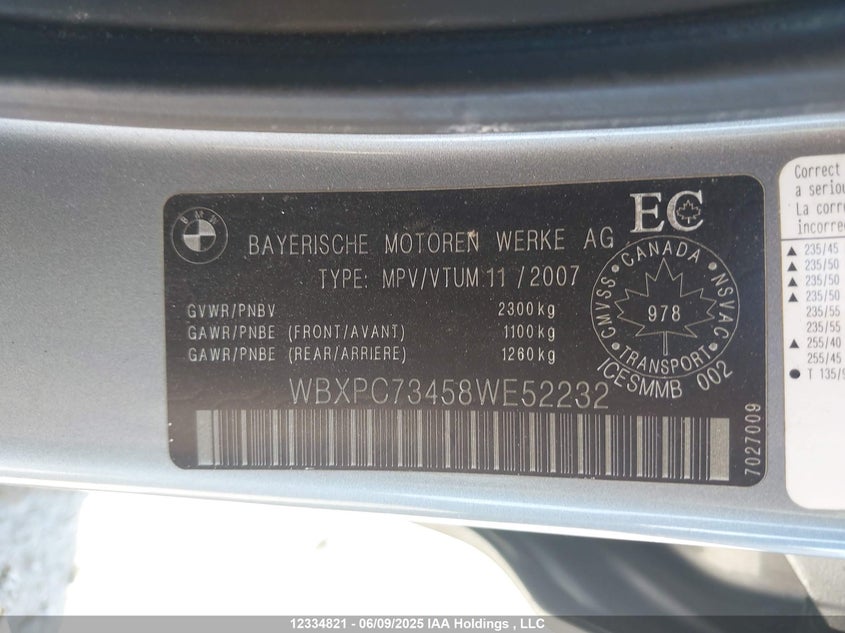 BMW
EC
BAYERISCHE MOTOREN WERKE AG
TYPE: MPV/VTUM 11 / 2007
GVWR/PNBV 2300kg
GAWR/PNBE (FRONT/AVANT) 1100kg
GAWR/PNBE (REAR/ARRIERE) 1260kg
CMVSS • CANADA • NSVAC
978
• TRANSPORT •
ICESMMB 002
WBXPC73458WE52232
7027009
Correct
a seriou
La corre
incorrec
▲ 235/45
▲ 235/50
▲ 235/50
▲ 235/50
235/55
235/55
▲ 255/40
255/45
● T 135/9
12334821 - 06/09/2025 IAA Holdings , LLC